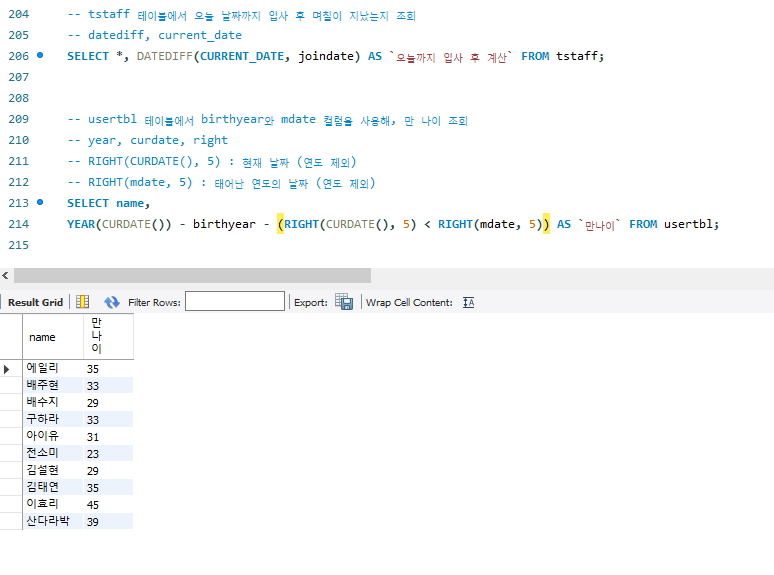 204 -- tstaff 테이블에서 오늘 날짜까지 입사 후 며칠이 지났는지 조회
205 -- datediff, current_date
206 SELECT *, DATEDIFF(CURRENT_DATE, joindate) AS `오늘까지 입사 후 계산` FROM tstaff;
207
208
209 -- usertbl 테이블에서 birthyear와 mdate 컬럼을 사용해, 만 나이 조회
210 -- year, curdate, right
211 -- RIGHT(CURDATE(), 5) : 현재 날짜 (연도 제외)
212 -- RIGHT(mdate, 5) : 태어난 연도의 날짜 (연도 제외)
213 SELECT name,
214 YEAR(CURDATE()) - birthyear - (RIGHT(CURDATE(), 5) < RIGHT(mdate, 5)) AS `만나이` FROM usertbl;
215
Result Grid Filter Rows: Export: Wrap Cell Content:
name 만나이
에일리 35
배주현 33
배수지 29
구하라 33
아이유 31
전소미 23
김설현 29
김태연 35
이효리 45
산다라박 39